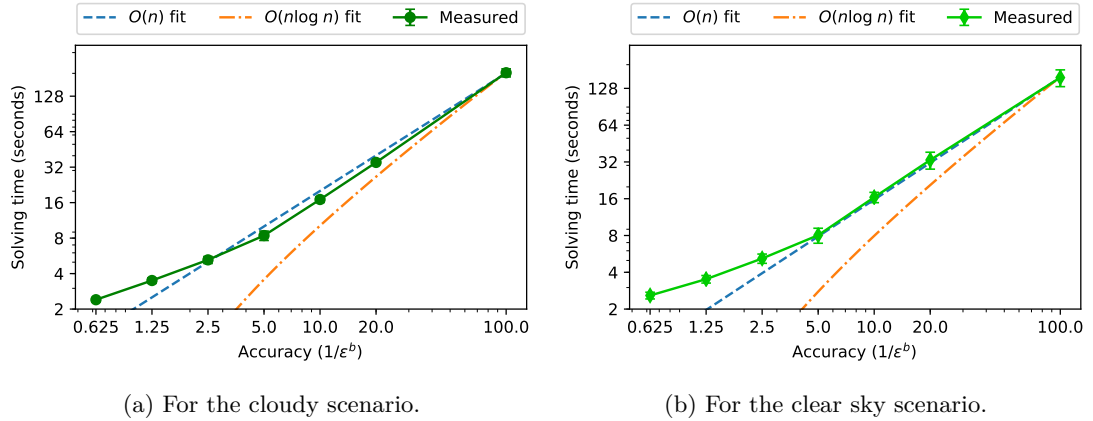 O(n) fit O(nlog n) fit Measured
Solving time (seconds)
128
64
32
16
8
4
2
0.625 1.25 2.5 5.0 10.0 20.0 100.0
Accuracy (1/ε^b)
(a) For the cloudy scenario.
O(n) fit O(nlog n) fit Measured
Solving time (seconds)
128
64
32
16
8
4
2
0.625 1.25 2.5 5.0 10.0 20.0 100.0
Accuracy (1/ε^b)
(b) For the clear sky scenario.